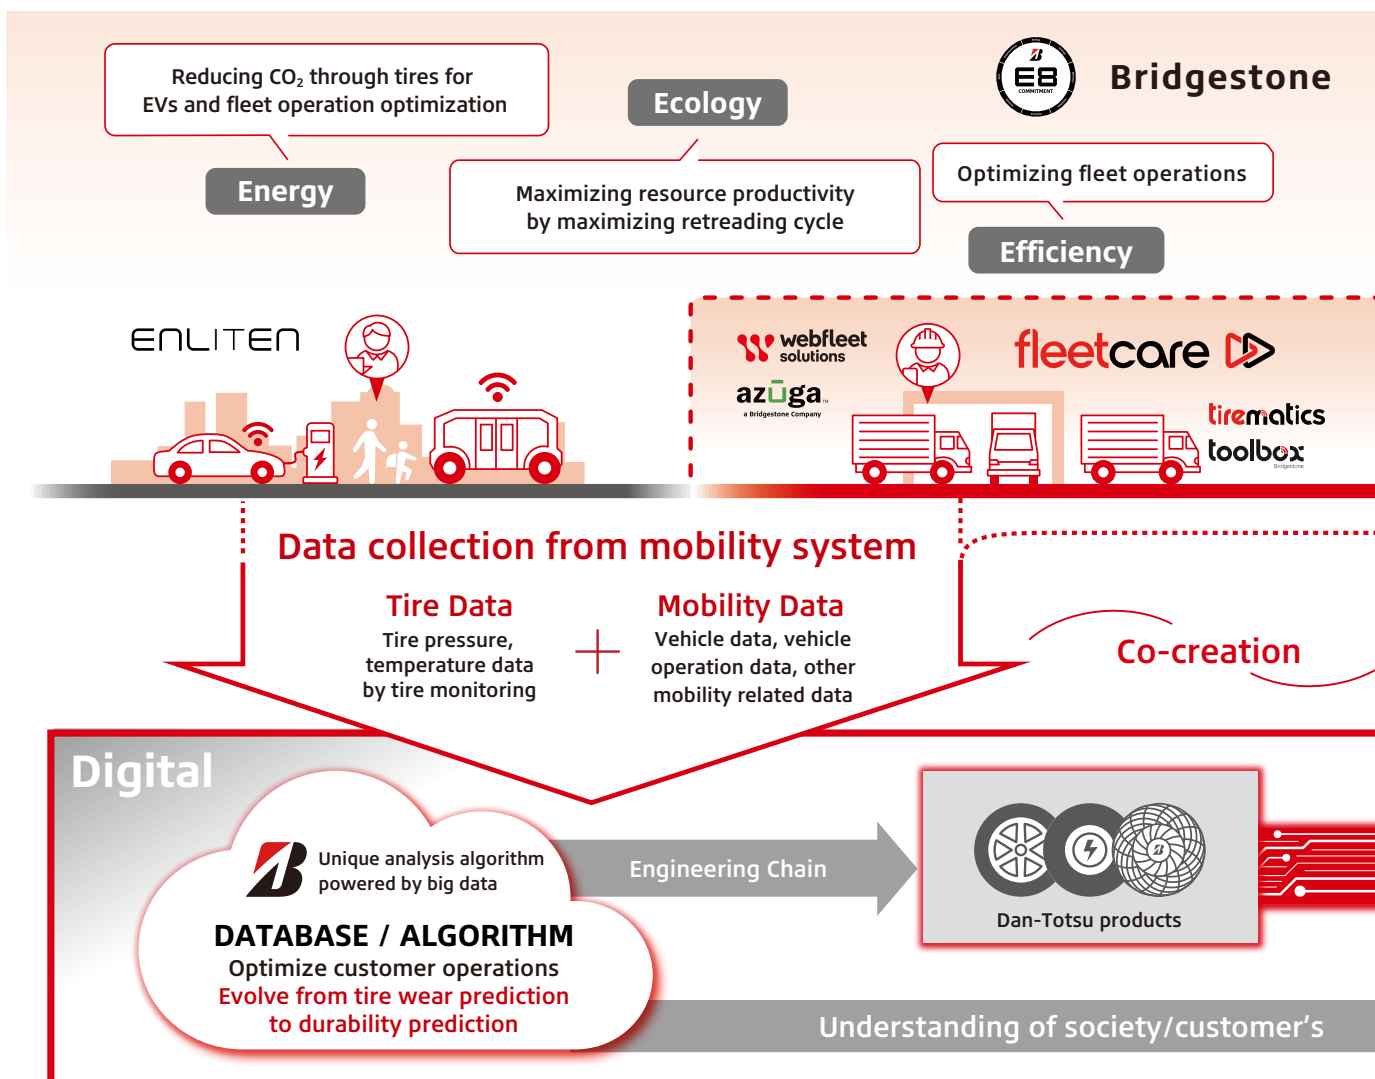 Reducing CO₂ through tires for
EVs and fleet operation optimization
Energy
Ecology
Maximizing resource productivity
by maximizing retreading cycle
E8
COMMITMENT
Bridgestone
Optimizing fleet operations
Efficiency
ENLITEN
webfleet
solutions
azuga™
a Bridgestone Company
fleetcare
tirematics
toolbox
Bridgestone
Data collection from mobility system
Tire Data
Tire pressure,
temperature data
by tire monitoring
Mobility Data
Vehicle data, vehicle
operation data, other
mobility related data
Co-creation
Digital
Unique analysis algorithm
powered by big data
DATABASE / ALGORITHM
Optimize customer operations
Evolve from tire wear prediction
to durability prediction
Engineering Chain
Dan-Totsu products
Understanding of society/customer’s